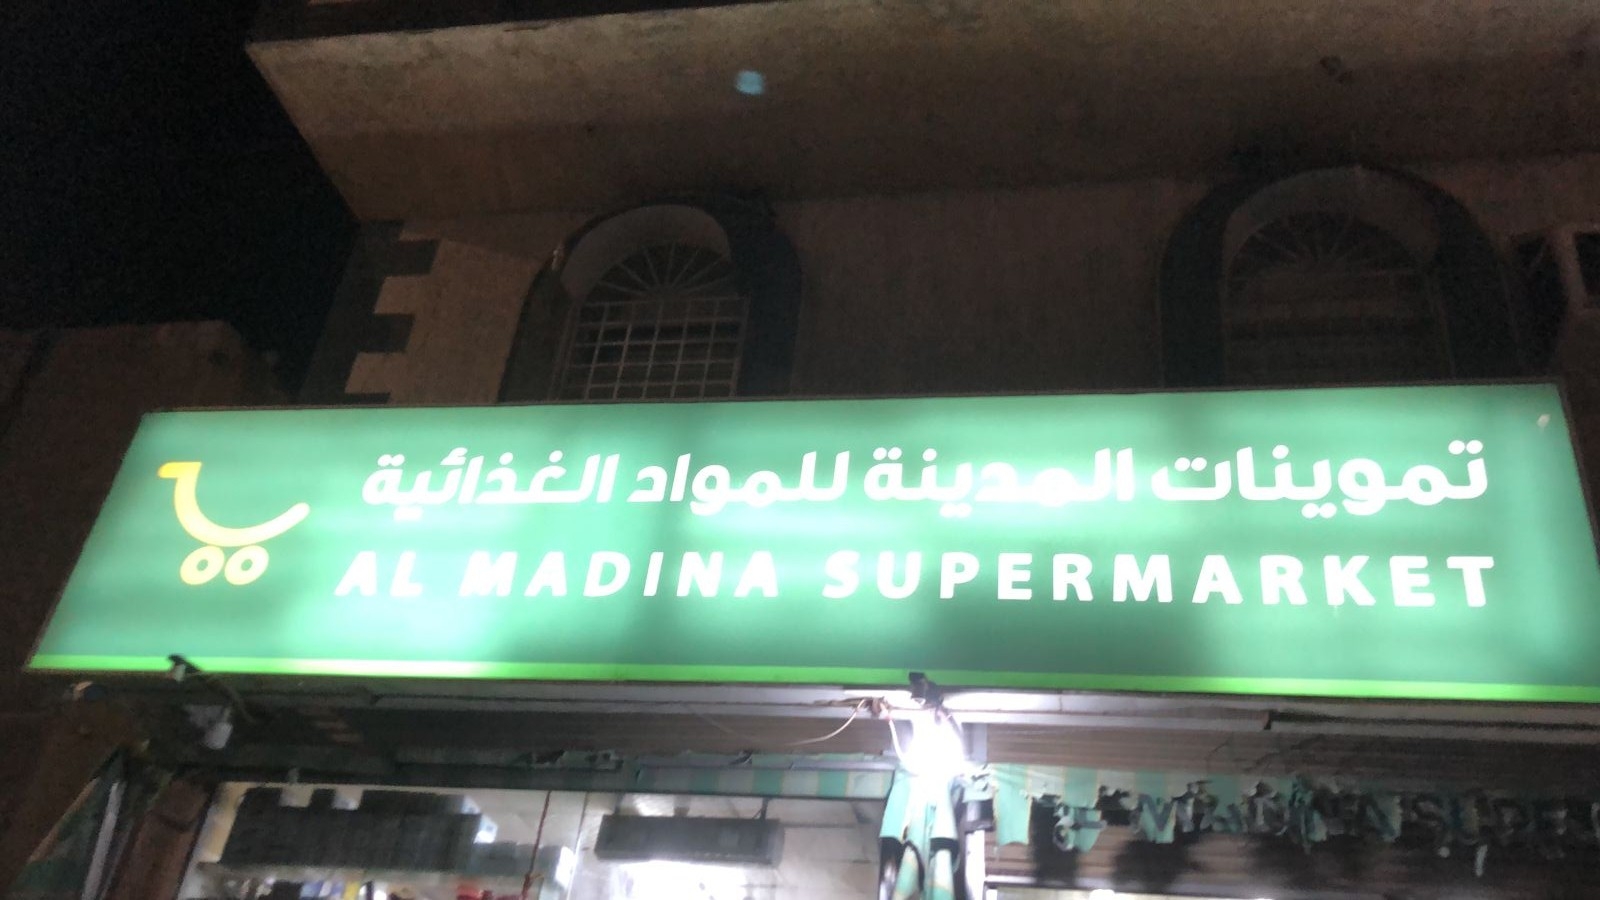 تموينات المدينة للمواد الغذائية
AL MADINA SUPERMARKET